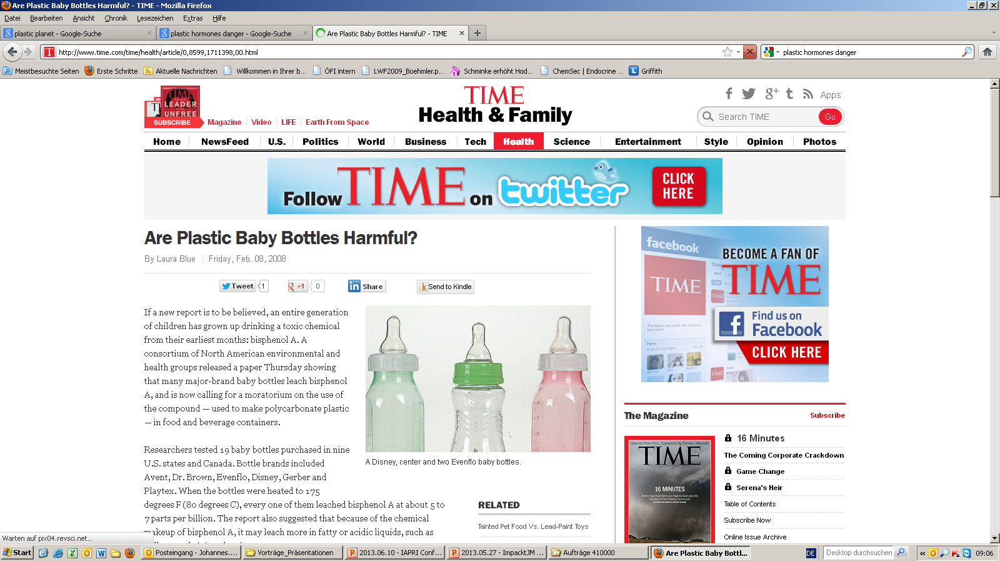 Are Plastic Baby Bottles Harmful? - TIME - Mozilla Firefox
Datei Bearbeiten Ansicht Chronik Lesezeichen Extras Hilfe
plastic planet - Google-Suche
plastic hormones danger - Google-Suche
Are Plastic Baby Bottles Harmful? - TIME
http://www.time.com/time/health/article/0,8599,1711398,00.html
plastic hormones danger
Meistbesuchte Seiten Erste Schritte Aktuelle Nachrichten Willkommen in Ihrer b... ÖFI intern LWF2009_Boehmler.p... Schminke erhöht Hod... ChemSec | Endocrine ... Griffith
TIME
LEADER
UNFREE
SUBSCRIBE
Magazine Video LIFE Earth From Space
TIME
Health & Family
Apps
Search TIME Go
Home NewsFeed U.S. Politics World Business Tech Health Science Entertainment Style Opinion Photos
Follow TIME on twitter
CLICK
HERE
Are Plastic Baby Bottles Harmful?
By Laura Blue Friday, Feb. 08, 2008
Tweet 1 +1 0 Share Send to Kindle
If a new report is to be believed, an entire generation
of children has grown up drinking a toxic chemical
from their earliest months: bisphenol A. A
consortium of North American environmental and
health groups released a paper Thursday showing
that many major-brand baby bottles leach bisphenol
A, and is now calling for a moratorium on the use of
the compound — used to make polycarbonate plastic
— in food and beverage containers.
Researchers tested 19 baby bottles purchased in nine
U.S. states and Canada. Bottle brands included
Avent, Dr. Brown, Evenflo, Disney, Gerber and
Playtex. When the bottles were heated to 175
degrees F (80 degrees C), every one of them leached bisphenol A at about 5 to
7 parts per billion. The report also suggested that because of the chemical
makeup of bisphenol A, it may leach more in fatty or acidic liquids, such as
A Disney, center and two Evenflo baby bottles.
RELATED
Tainted Pet Food Vs. Lead-Paint Toys
facebook
BECOME A FAN OF
TIME
TIME
Find us on
Facebook
CLICK HERE
The Magazine Subscribe
TIME
16 MINUTES
16 Minutes
The Coming Corporate Crackdown
Game Change
Serena's Heir
Table of Contents
Subscribe Now
Online Issue Archive
Warten auf pix04.revsci.net...
Start
Posteingang - Johannes....
Vorträge_Präsentationen
2013.06.10 - IAPRI Conf...
2013.05.27 - ImpacktJM ...
Aufträge 410000
Are Plastic Baby Bottl...
DE
Desktop durchsuchen
09:06